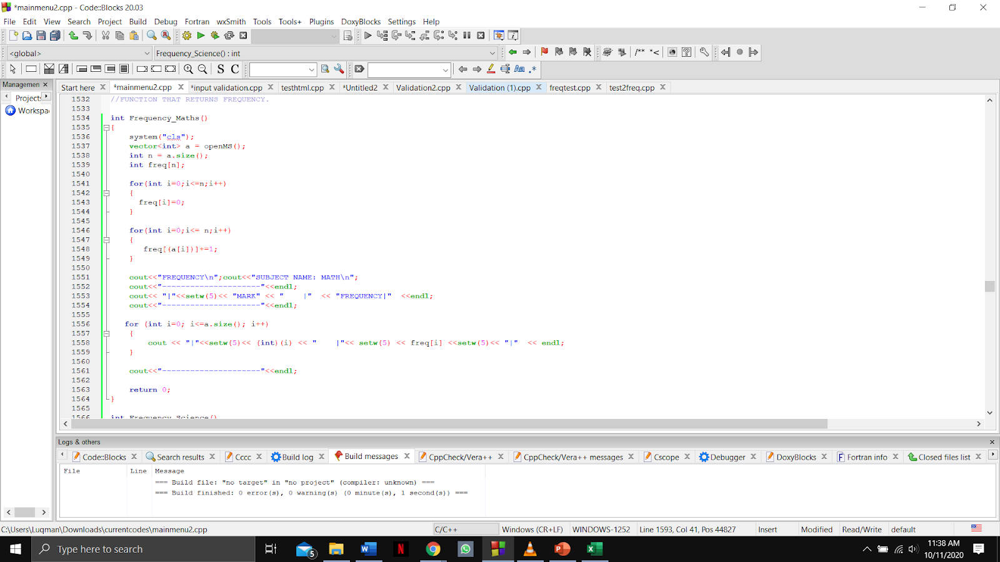 *mainmenu2.cpp - Code::Blocks 20.03
File Edit View Search Project Build Debug Fortran wxSmith Tools Tools+ Plugins DoxyBlocks Settings Help
<global> Frequency_Science() : int
/** *<
S C Aa .*
Managemen × Start here *mainmenu2.cpp *input validation.cpp testhtml.cpp *Untitled2 Validation2.cpp Validation (1).cpp freqtest.cpp test2freq.cpp
Projects
Workspa
1532 //FUNCTION THAT RETURNS FREQUENCY.
1533
1534 int Frequency_Maths()
1535 {
1536 system("cls");
1537 vector<int> a = openMS();
1538 int n = a.size();
1539 int freq[n];
1540
1541 for(int i=0;i<=n;i++)
1542 {
1543 freq[i]=0;
1544 }
1545
1546 for(int i=0;i<= n;i++)
1547 {
1548 freq[(a[i])]+=1;
1549 }
1550
1551 cout<<"FREQUENCY\n";cout<<"SUBJECT NAME: MATH\n";
1552 cout<<"---------------------"<<endl;
1553 cout<< "|"<<setw(5)<< "MARK" << "    |"  << "FREQUENCY|"  <<endl;
1554 cout<<"---------------------"<<endl;
1555
1556 for (int i=0; i<=a.size(); i++)
1557 {
1558 cout << "|"<<setw(5)<< (int)(i) << "    |"<< setw(5) << freq[i] <<setw(5)<< "|"  << endl;
1559 }
1560
1561 cout<<"---------------------"<<endl;
1562
1563 return 0;
1564 }
1565
1566 int Frequency_Science()
Logs & others
Code::Blocks Search results Cccc Build log Build messages CppCheck/Vera++ CppCheck/Vera++ messages Cscope Debugger DoxyBlocks Fortran info Closed files list
File Line Message
=== Build file: "no target" in "no project" (compiler: unknown) ===
=== Build finished: 0 error(s), 0 warning(s) (0 minute(s), 1 second(s)) ===
C:\Users\Luqman\Downloads\currentcodes\mainmenu2.cpp C/C++ Windows (CR+LF) WINDOWS-1252 Line 1593, Col 41, Pos 44827 Insert Modified Read/Write default
Type here to search 5 11:38 AM
10/11/2020